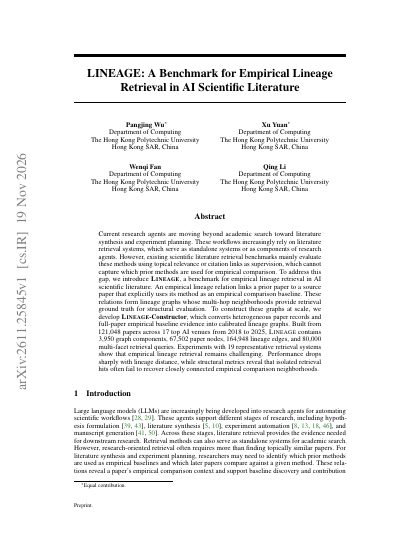 LINEAGE: A Benchmark for Empirical Lineage
Retrieval in AI Scientific Literature
Pangjing Wu*
Department of Computing
The Hong Kong Polytechnic University
Hong Kong SAR, China
Xu Yuan*
Department of Computing
The Hong Kong Polytechnic University
Hong Kong SAR, China
Wenqi Fan
Department of Computing
The Hong Kong Polytechnic University
Hong Kong SAR, China
Qing Li
Department of Computing
The Hong Kong Polytechnic University
Hong Kong SAR, China
arXiv:2611.25845v1 [cs.IR] 19 Nov 2026
Abstract
Current research agents are moving beyond academic search toward literature
synthesis and experiment planning. These workflows increasingly rely on literature
retrieval systems, which serve as standalone systems or as components of research
agents. However, existing scientific literature retrieval benchmarks mainly evaluate
these methods using topical relevance or citation links as supervision, which cannot
capture which prior methods are used for empirical comparison. To address this
gap, we introduce LINEAGE, a benchmark for empirical lineage retrieval in AI
scientific literature. An empirical lineage relation links a prior paper to a source
paper that explicitly uses its method as an empirical comparison baseline. These
relations form lineage graphs whose multi-hop neighborhoods provide retrieval
ground truth for structural evaluation. To construct these graphs at scale, we
develop LINEAGE-Constructor, which converts heterogeneous paper records and
full-paper empirical baseline evidence into calibrated lineage graphs. Built from
121,048 papers across 17 top AI venues from 2018 to 2025, LINEAGE contains
3,950 graph components, 67,502 paper nodes, 164,948 lineage edges, and 80,000
multi-facet retrieval queries. Experiments with 19 representative retrieval systems
show that empirical lineage retrieval remains challenging. Performance drops
sharply with lineage distance, while structural metrics reveal that isolated retrieval
hits often fail to recover closely connected empirical comparison neighborhoods.
1 Introduction
Large language models (LLMs) are increasingly being developed into research agents for automating
scientific workflows [28, 29]. These agents support different stages of research, including hypoth-
esis formulation [39, 43], literature synthesis [5, 10], experiment automation [8, 13, 18, 46], and
manuscript generation [41, 50]. Across these stages, literature retrieval provides the evidence needed
for downstream research. Retrieval methods can also serve as standalone systems for academic search.
However, research-oriented retrieval often requires more than finding topically similar papers. For
literature synthesis and experiment planning, researchers may need to identify which prior methods
are used as empirical baselines and which later papers compare against a given method. These rela-
tions reveal a paper's empirical comparison context and support baseline discovery and contribution
*Equal contribution.
Preprint.